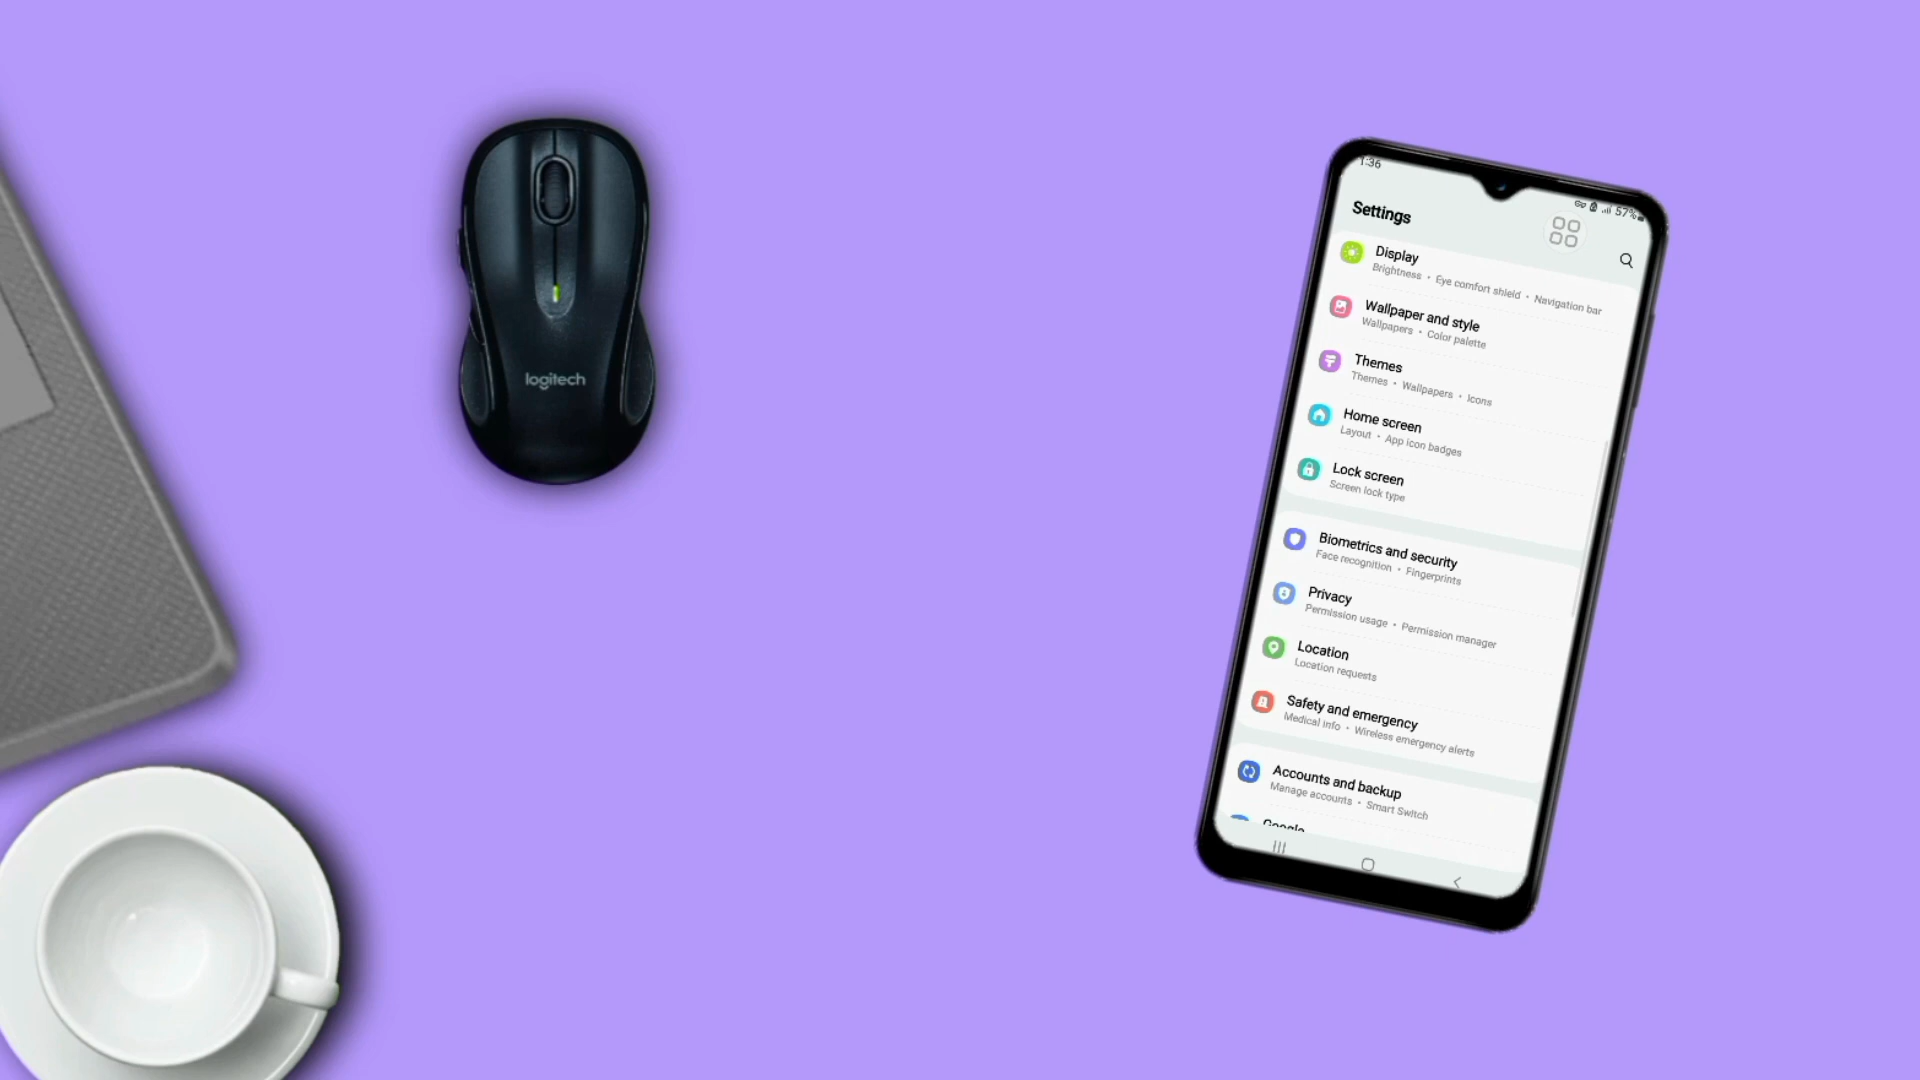 logitech
1:36
57%
Settings
Display
Brightness • Eye comfort shield • Navigation bar
Wallpaper and style
Wallpapers • Color palette
Themes
Themes • Wallpapers • Icons
Home screen
Layout • App icon badges
Lock screen
Screen lock type
Biometrics and security
Face recognition • Fingerprints
Privacy
Permission usage • Permission manager
Location
Location requests
Safety and emergency
Medical info • Wireless emergency alerts
Accounts and backup
Manage accounts • Smart Switch
Google